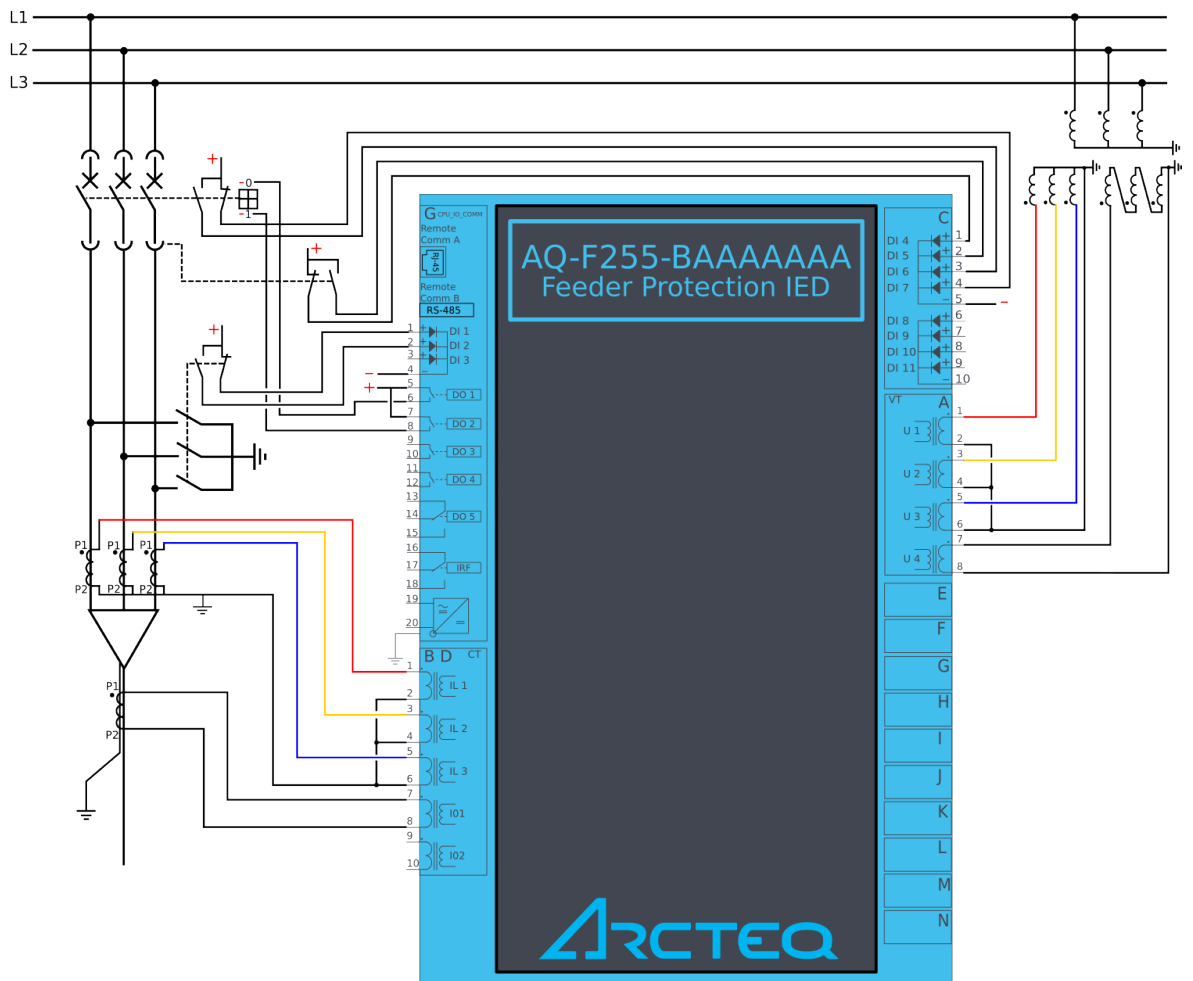 L1
L2
L3
+
-0
-1
+
+
P1
P1
P1
P2
P2
P2
P1
P2
G CPU_IO_COMM
Remote
Comm A
RJ-45
Remote
Comm B
RS-485
1 + DI 1
2 + DI 2
3 + DI 3
− 4 −
+ 5
6 DO 1
7
8 DO 2
9
10 DO 3
11
12 DO 4
13
14 DO 5
15
16
17 IRF
18
19
20
B D CT
1
IL 1
2
3
IL 2
4
5
IL 3
6
7
I01
8
9
I02
10
AQ-F255-BAAAAAAA
Feeder Protection IED
ARCTEQ
C
DI 4 + 1
DI 5 + 2
DI 6 + 3
DI 7 + 4
− 5 −
DI 8 + 6
DI 9 + 7
DI 10 + 8
DI 11 + 9
− 10
VT A
1
U 1
2
3
U 2
4
5
U 3
6
7
U 4
8
E
F
G
H
I
J
K
L
M
N